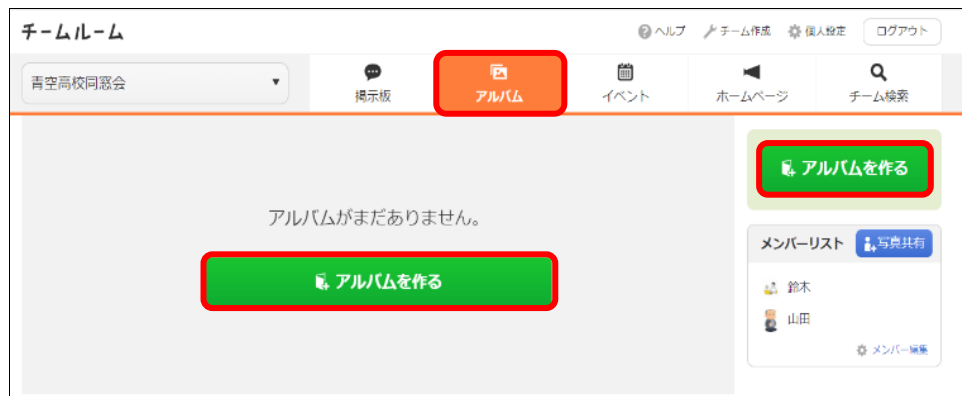 チームルーム
ヘルプ チーム作成 個人設定 ログアウト
青空高校同窓会
掲示板 アルバム イベント ホームページ チーム検索
アルバムを作る
アルバムがまだありません。
アルバムを作る
メンバーリスト 写真共有
鈴木
山田
メンバー編集